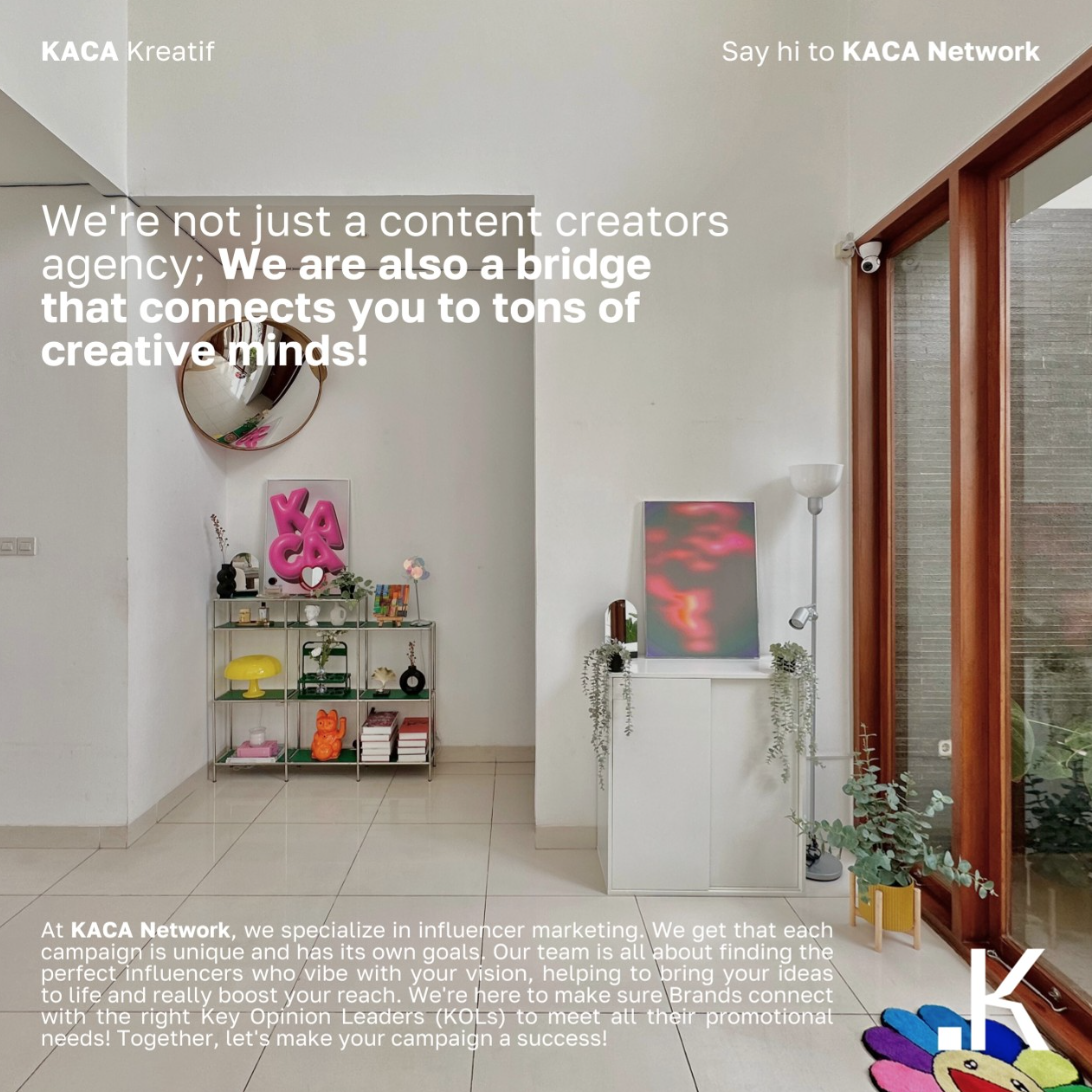 KACA Kreatif
Say hi to KACA Network
We're not just a content creators
agency; We are also a bridge
that connects you to tons of
creative minds!
KA
CA
At KACA Network, we specialize in influencer marketing. We get that each
campaign is unique and has its own goals. Our team is all about finding the
perfect influencers who vibe with your vision, helping to bring your ideas
to life and really boost your reach. We're here to make sure Brands connect
with the right Key Opinion Leaders (KOLs) to meet all their promotional
needs! Together, let's make your campaign a success!
.K